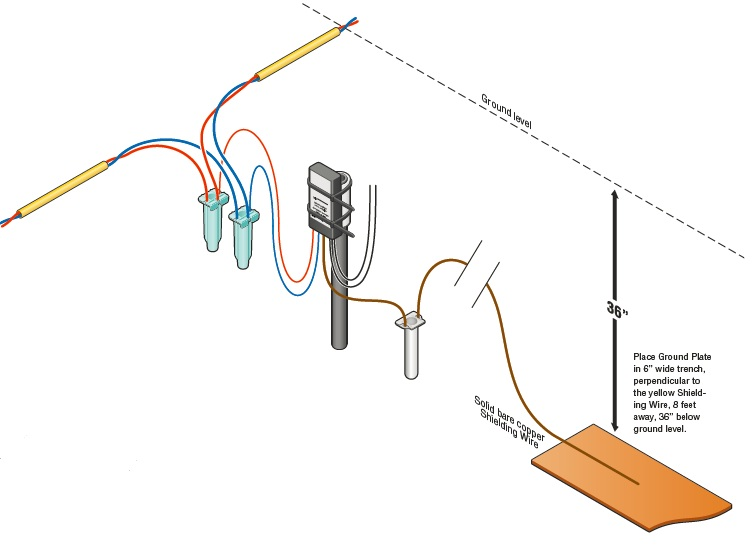 Ground level
36”
Place Ground Plate
in 6” wide trench,
perpendicular to
the yellow Shield-
ing Wire, 8 feet
away, 36” below
ground level.
Solid bare copper
Shielding Wire